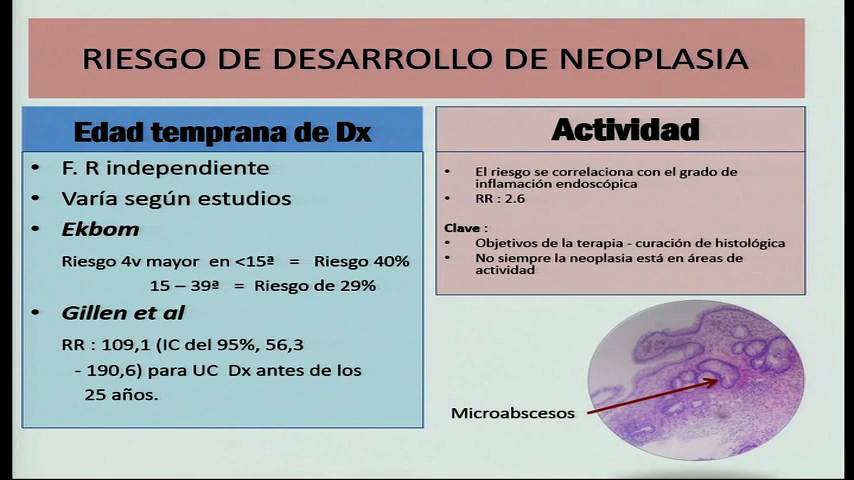 RIESGO DE DESARROLLO DE NEOPLASIA
Edad temprana de Dx
• F. R independiente
• Varía según estudios
• Ekbom
Riesgo 4v mayor en <15ª = Riesgo 40%
15 – 39ª = Riesgo de 29%
• Gillen et al
RR : 109,1 (IC del 95%, 56,3
- 190,6) para UC Dx antes de los
25 años.
Actividad
• El riesgo se correlaciona con el grado de
inflamación endoscópica
• RR : 2.6
Clave :
• Objetivos de la terapia - curación de histológica
• No siempre la neoplasia está en áreas de
actividad
Microabscesos